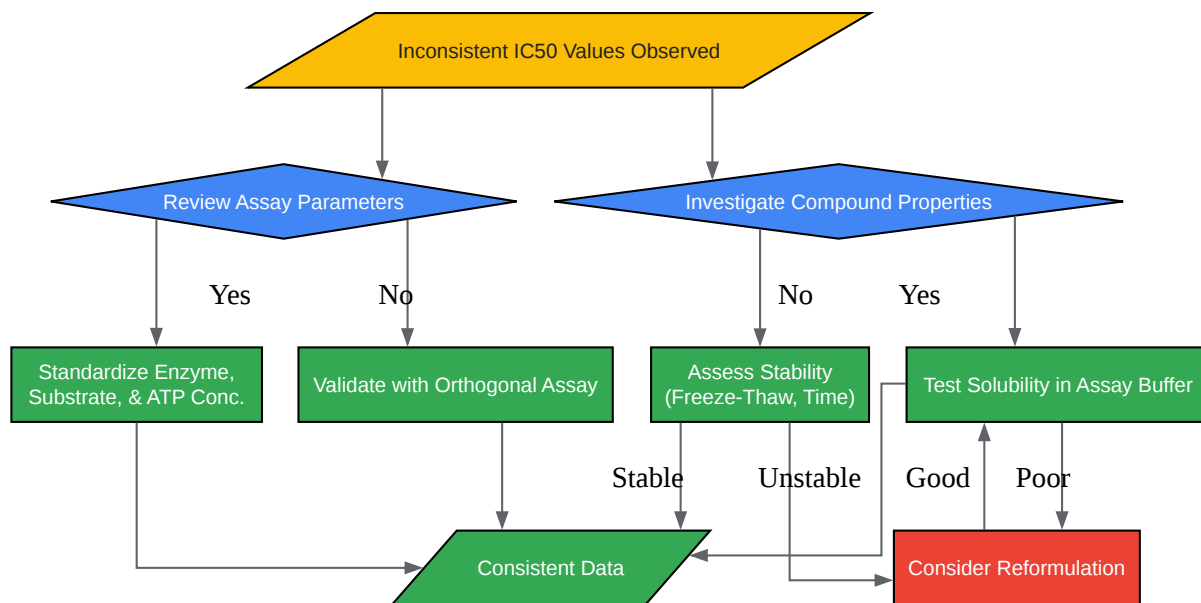 Inconsistent IC50 Values Observed
Review Assay Parameters
Investigate Compound Properties
Yes
No
No
Yes
Standardize Enzyme,
Substrate, & ATP Conc.
Validate with Orthogonal Assay
Assess Stability
(Freeze-Thaw, Time)
Test Solubility in Assay Buffer
Stable
Unstable
Good
Poor
Consistent Data
Consider Reformulation